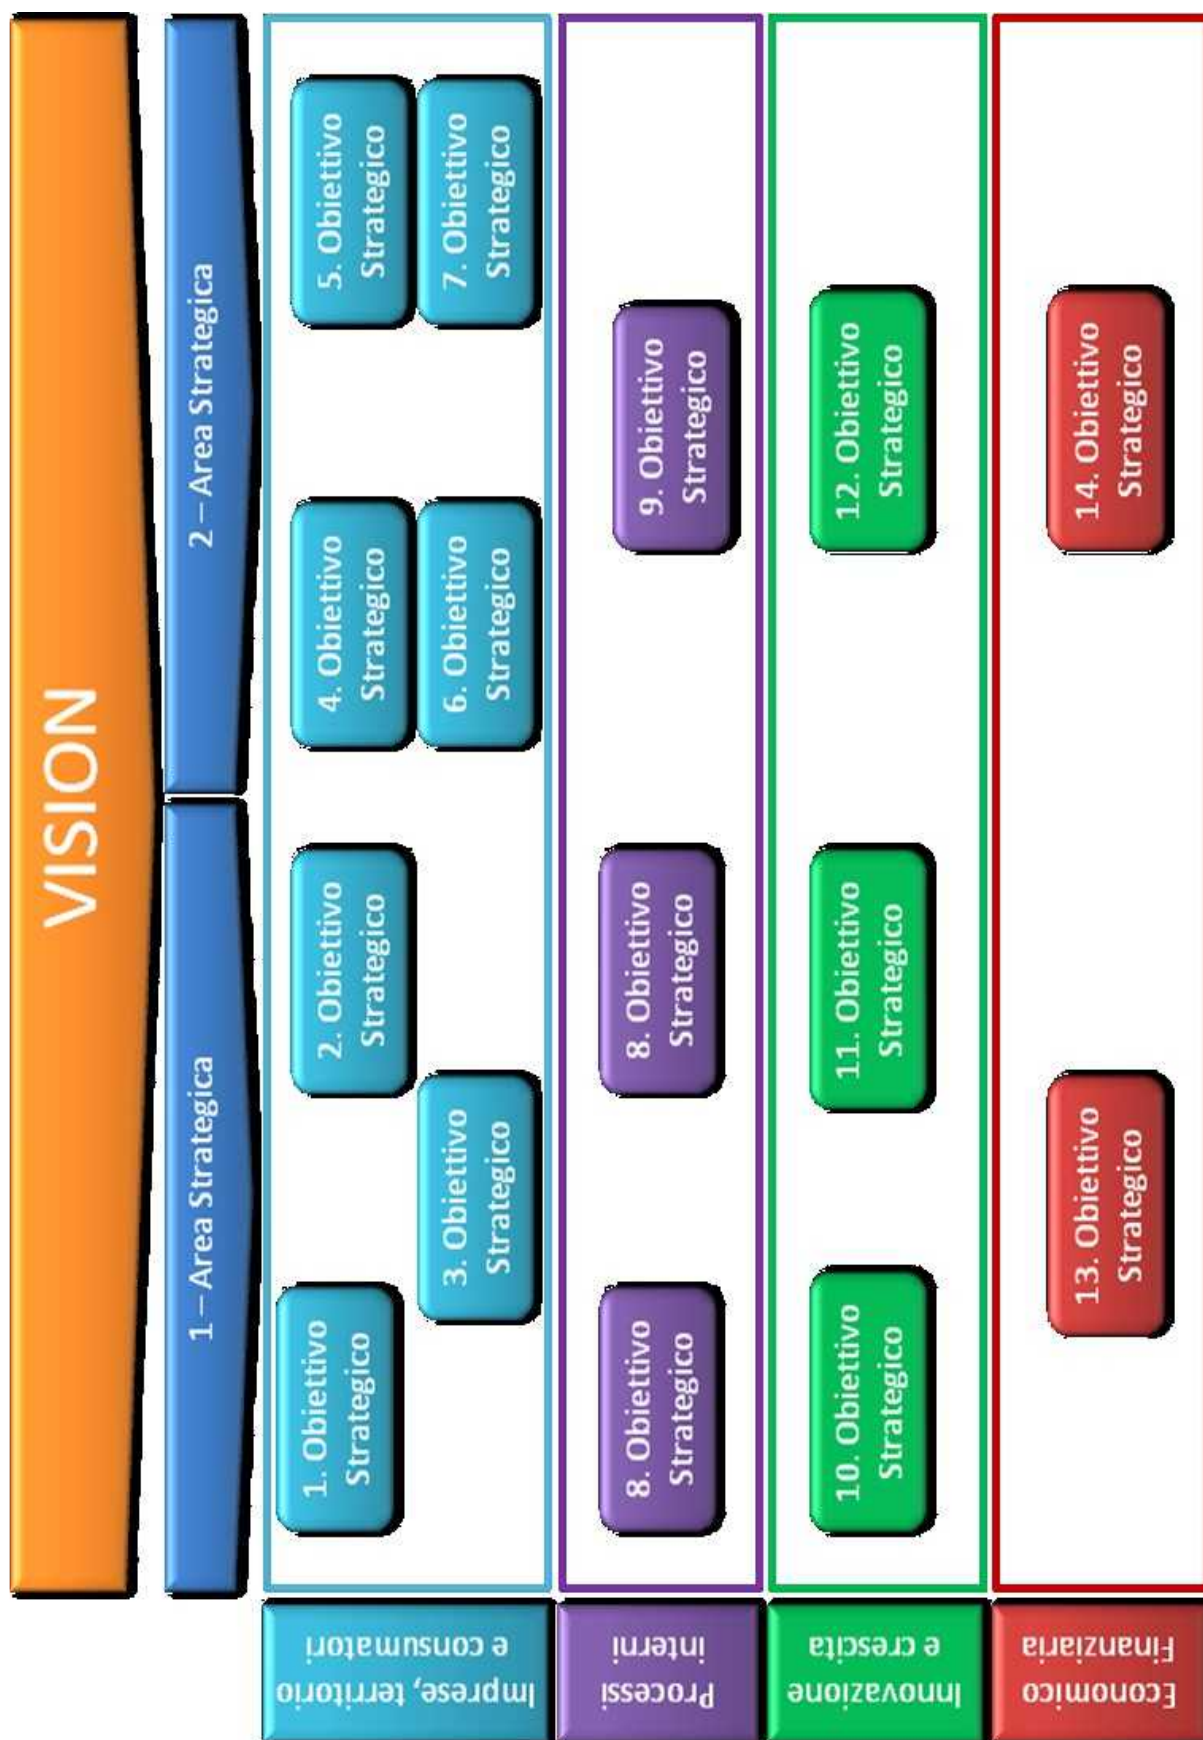 VISION
1 – Area Strategica
2 – Area Strategica
Imprese, territorio
e consumatori
1. Obiettivo
Strategico
2. Obiettivo
Strategico
3. Obiettivo
Strategico
4. Obiettivo
Strategico
5. Obiettivo
Strategico
6. Obiettivo
Strategico
7. Obiettivo
Strategico
Processi
interni
8. Obiettivo
Strategico
8. Obiettivo
Strategico
9. Obiettivo
Strategico
Innovazione
e crescita
10. Obiettivo
Strategico
11. Obiettivo
Strategico
12. Obiettivo
Strategico
Economico
Finanziaria
13. Obiettivo
Strategico
14. Obiettivo
Strategico